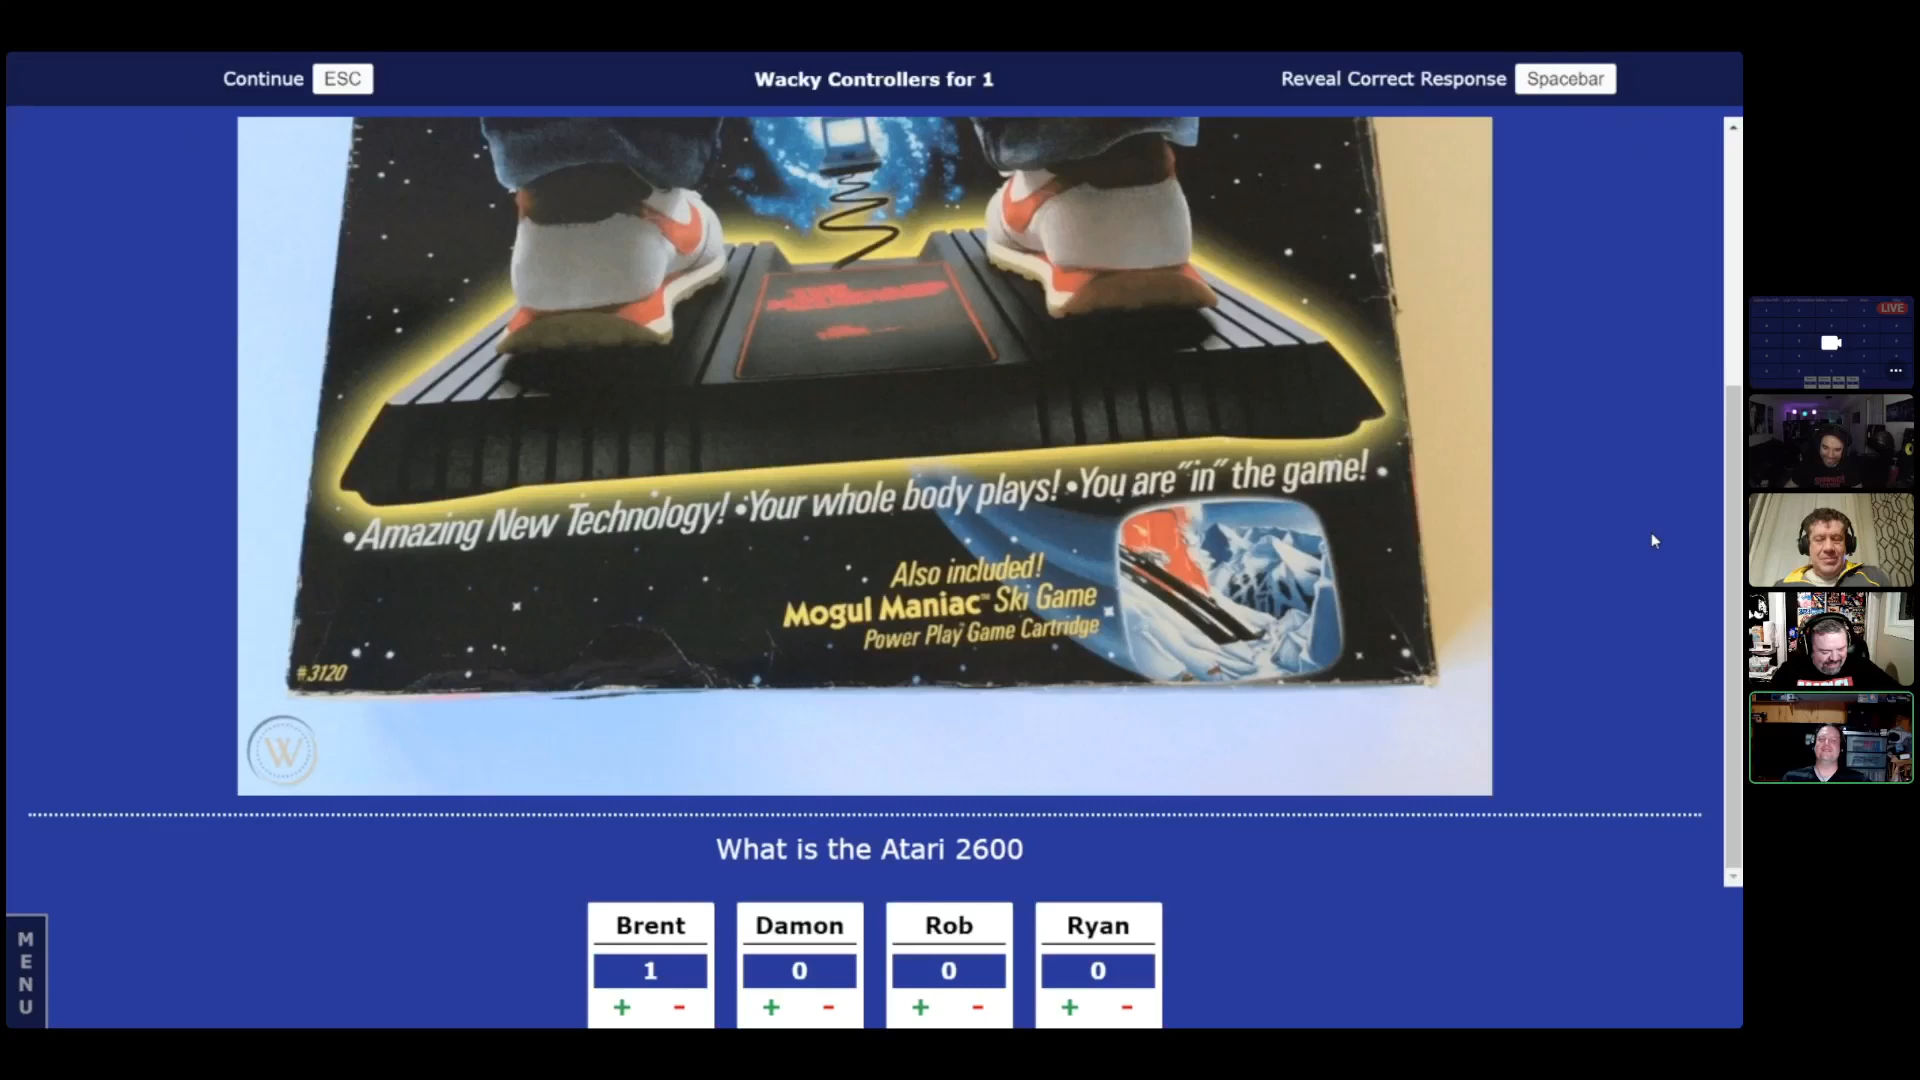 Continue ESC
Wacky Controllers for 1
Reveal Correct Response Spacebar
LIVE
•Amazing New Technology! •Your whole body plays! •You are "in" the game! •
Also included!
Mogul Maniac™ Ski Game
Power Play Game Cartridge
#3120
W
What is the Atari 2600
Brent Damon Rob Ryan
1 0 0 0
+ - + - + - + -
MENU